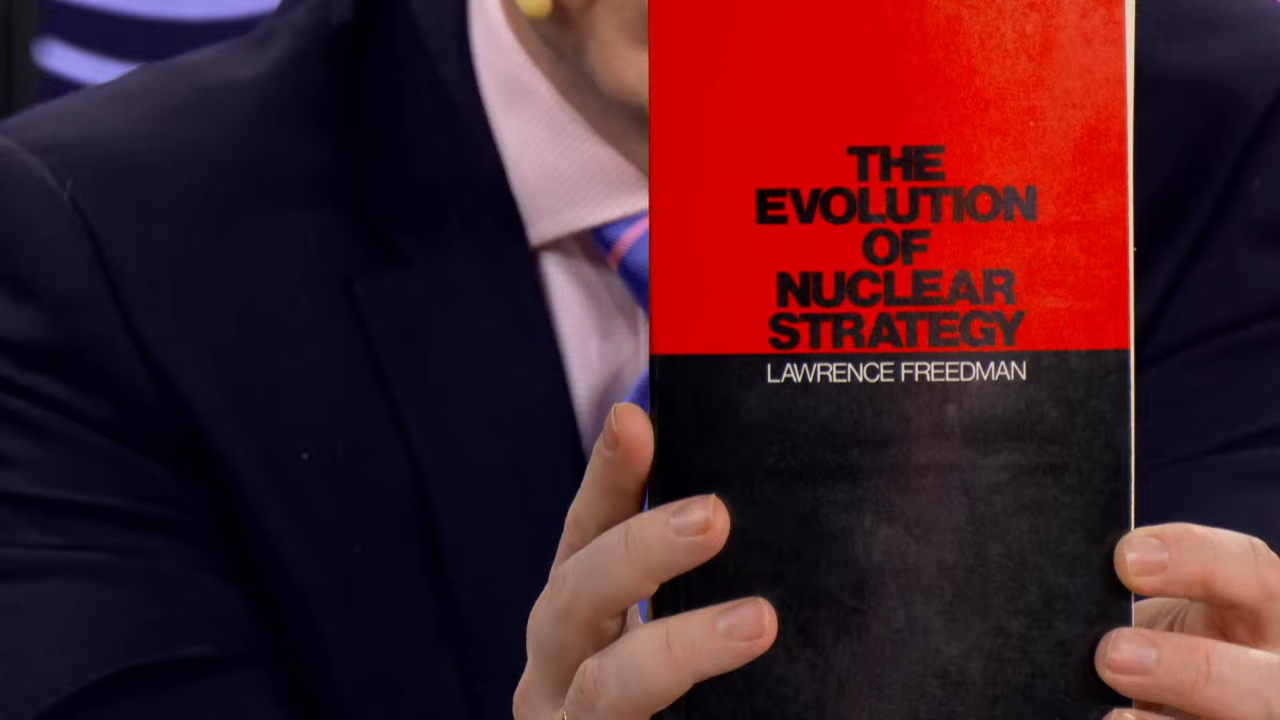 THE
EVOLUTION
OF
NUCLEAR
STRATEGY
LAWRENCE FREEDMAN